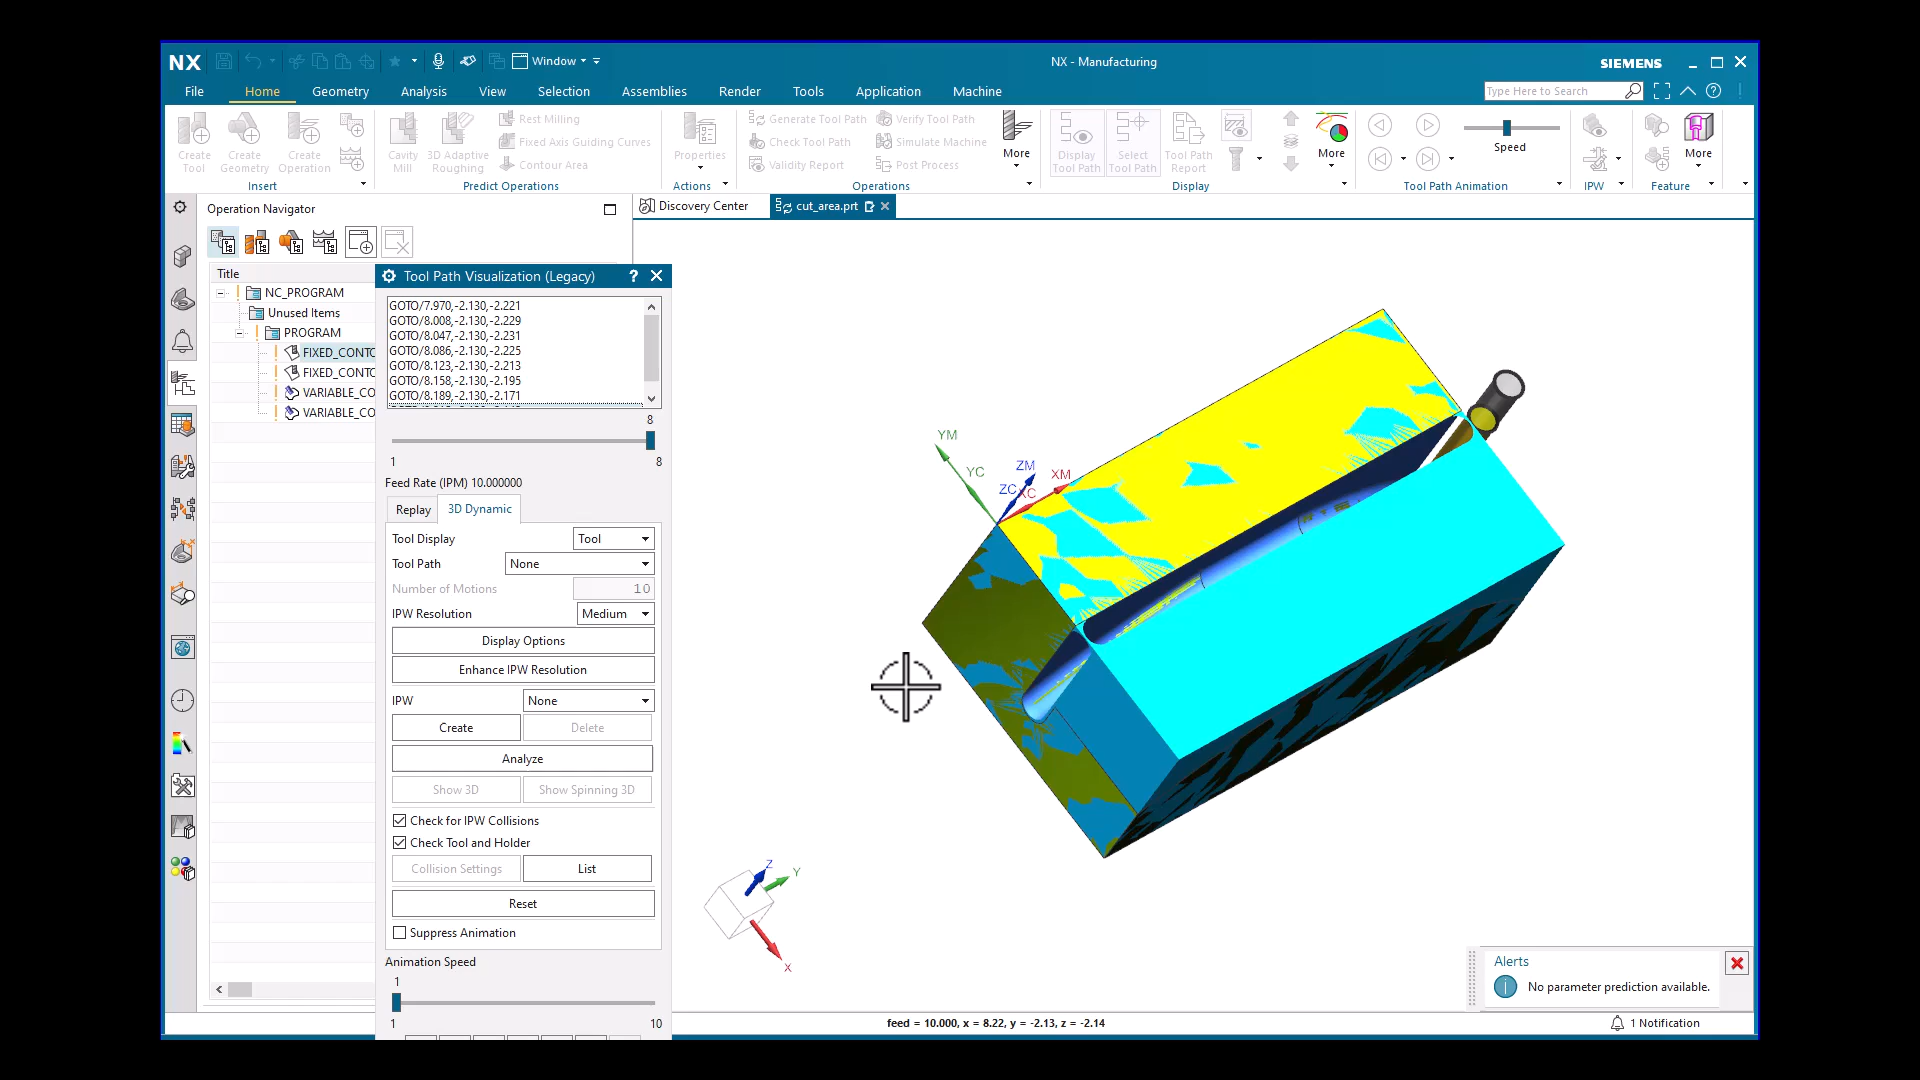 NX
Window
NX - Manufacturing
SIEMENS
File Home Geometry Analysis View Selection Assemblies Render Tools Application Machine
Type Here to Search
Create Tool
Create Geometry
Create Operation
Insert
Cavity Mill
3D Adaptive Roughing
Rest Milling
Fixed Axis Guiding Curves
Contour Area
Predict Operations
Properties
Actions
Generate Tool Path
Check Tool Path
Validity Report
Verify Tool Path
Simulate Machine
Post Process
More
Operations
Display Tool Path
Select Tool Path
Tool Path Report
More
Display
Speed
Tool Path Animation
IPW
More
Feature
Operation Navigator
Discovery Center
cut_area.prt
Title
NC_PROGRAM
Unused Items
PROGRAM
FIXED_CONTC
FIXED_CONTC
VARIABLE_CO
VARIABLE_CO
Tool Path Visualization (Legacy)
GOTO/7.970,-2.130,-2.221
GOTO/8.008,-2.130,-2.229
GOTO/8.047,-2.130,-2.231
GOTO/8.086,-2.130,-2.225
GOTO/8.123,-2.130,-2.213
GOTO/8.158,-2.130,-2.195
GOTO/8.189,-2.130,-2.171
8
1 8
Feed Rate (IPM) 10.000000
Replay 3D Dynamic
Tool Display Tool
Tool Path None
Number of Motions 10
IPW Resolution Medium
Display Options
Enhance IPW Resolution
IPW None
Create Delete
Analyze
Show 3D Show Spinning 3D
Check for IPW Collisions
Check Tool and Holder
Collision Settings List
Reset
Suppress Animation
Animation Speed
1
1 10
YM
YC
ZM
XM
ZC
XC
Z
Y
X
Alerts
No parameter prediction available.
feed = 10.000, x = 8.22, y = -2.13, z = -2.14
1 Notification